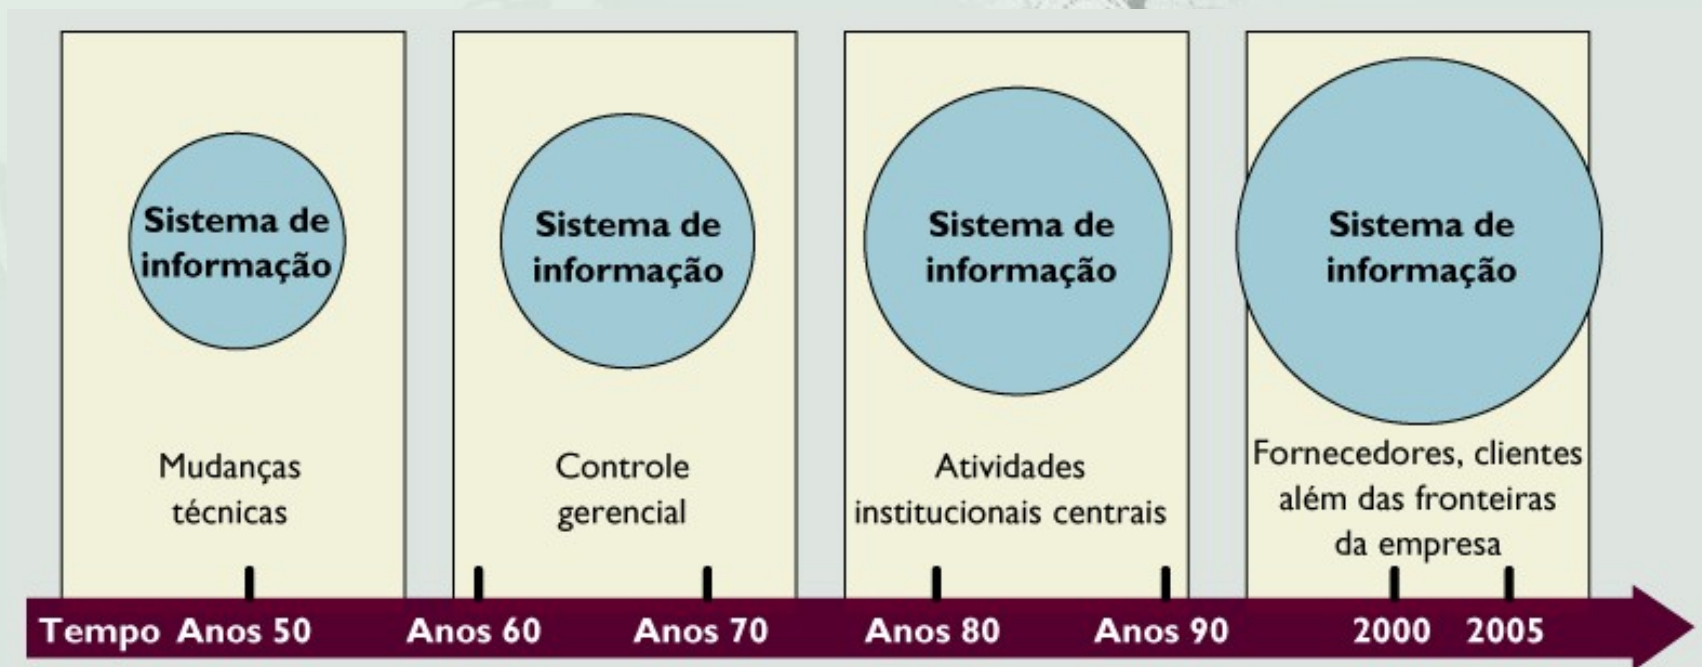 Sistema de
informação
Mudanças
técnicas
Sistema de
informação
Controle
gerencial
Sistema de
informação
Atividades
institucionais centrais
Sistema de
informação
Fornecedores, clientes
além das fronteiras
da empresa
Tempo Anos 50 Anos 60 Anos 70 Anos 80 Anos 90 2000 2005